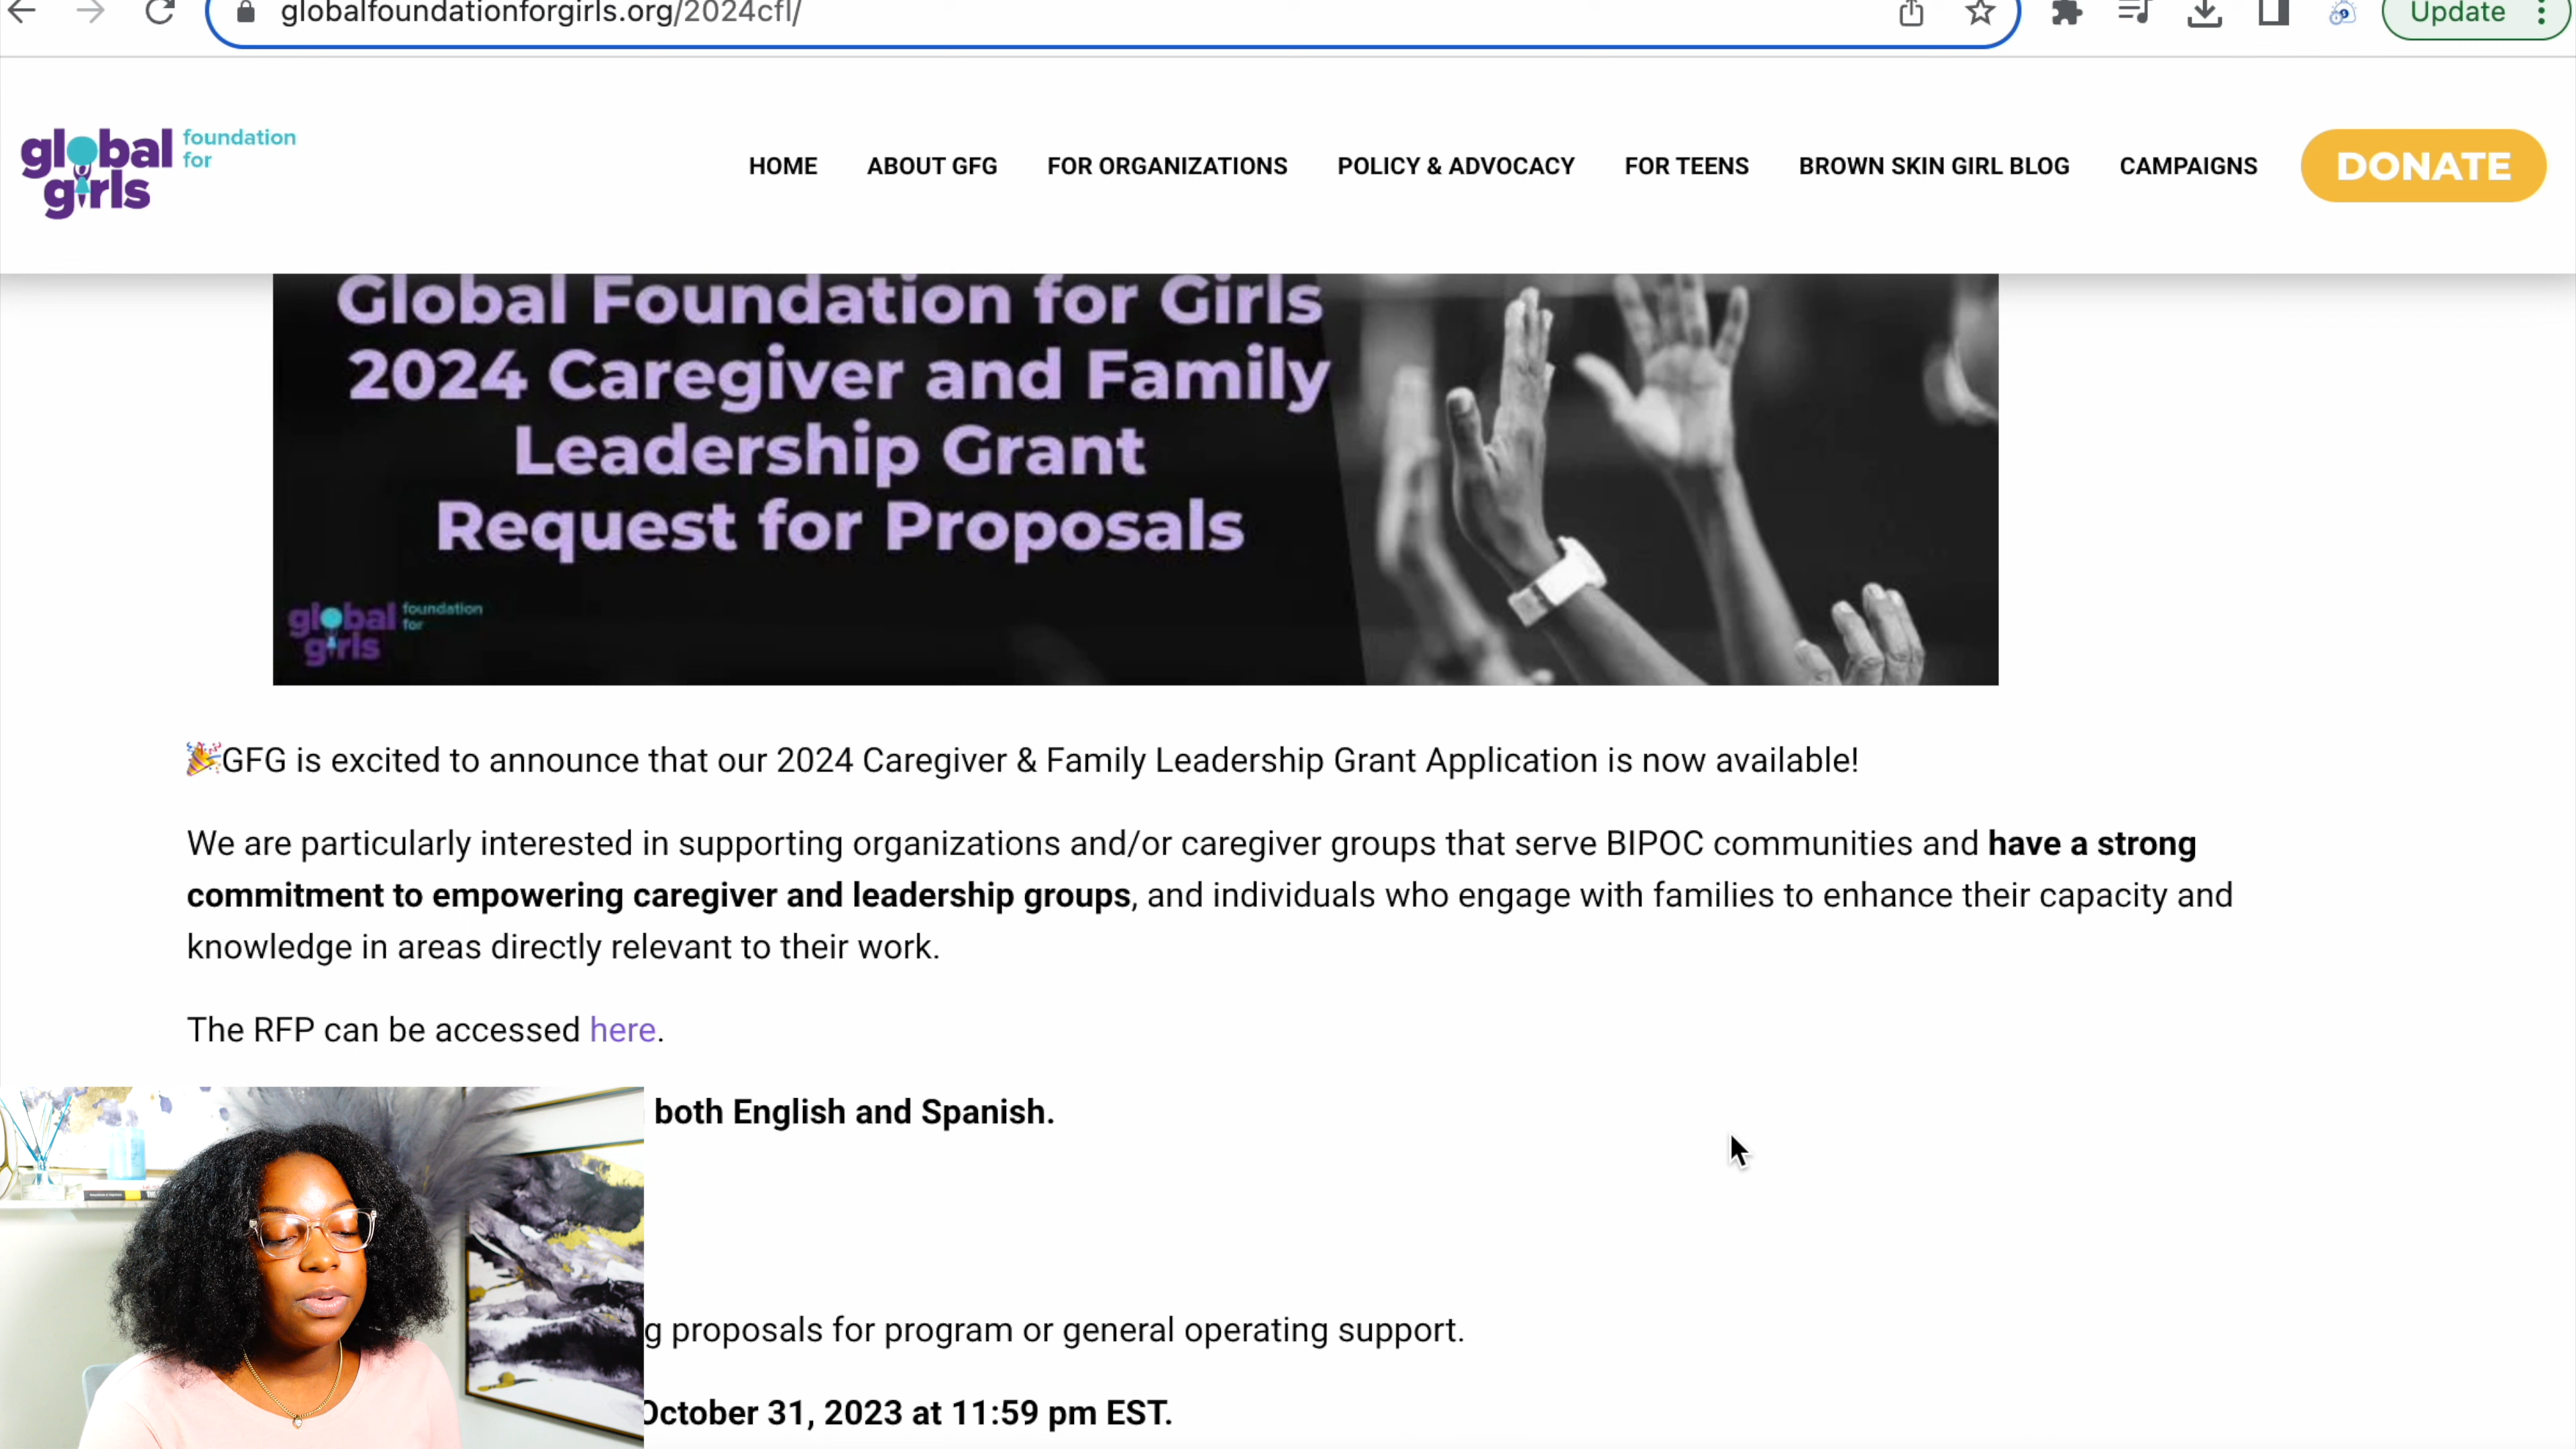 globalfoundationforgirls.org/2024cfl/
Update
global foundation for girls
HOME ABOUT GFG FOR ORGANIZATIONS POLICY & ADVOCACY FOR TEENS BROWN SKIN GIRL BLOG CAMPAIGNS DONATE
Global Foundation for Girls
2024 Caregiver and Family
Leadership Grant
Request for Proposals
global foundation for girls
🎉GFG is excited to announce that our 2024 Caregiver & Family Leadership Grant Application is now available!
We are particularly interested in supporting organizations and/or caregiver groups that serve BIPOC communities and have a strong
commitment to empowering caregiver and leadership groups, and individuals who engage with families to enhance their capacity and
knowledge in areas directly relevant to their work.
The RFP can be accessed here.
both English and Spanish.
g proposals for program or general operating support.
October 31, 2023 at 11:59 pm EST.